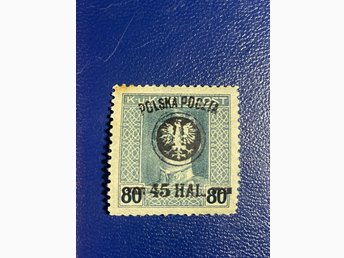 POLSKA POCZTA
80 45 HAL. 80